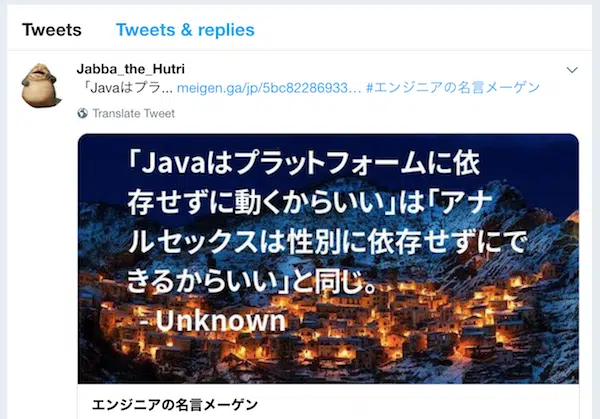 Tweets Tweets & replies
Jabba_the_Hutri
「Javaはプラ... meigen.ga/jp/5bc82286933... #エンジニアの名言メーゲン
Translate Tweet
「Javaはプラットフォームに依
存せずに動くからいい」は「アナ
ルセックスは性別に依存せずにで
きるからいい」と同じ。
- Unknown
エンジニアの名言メーゲン